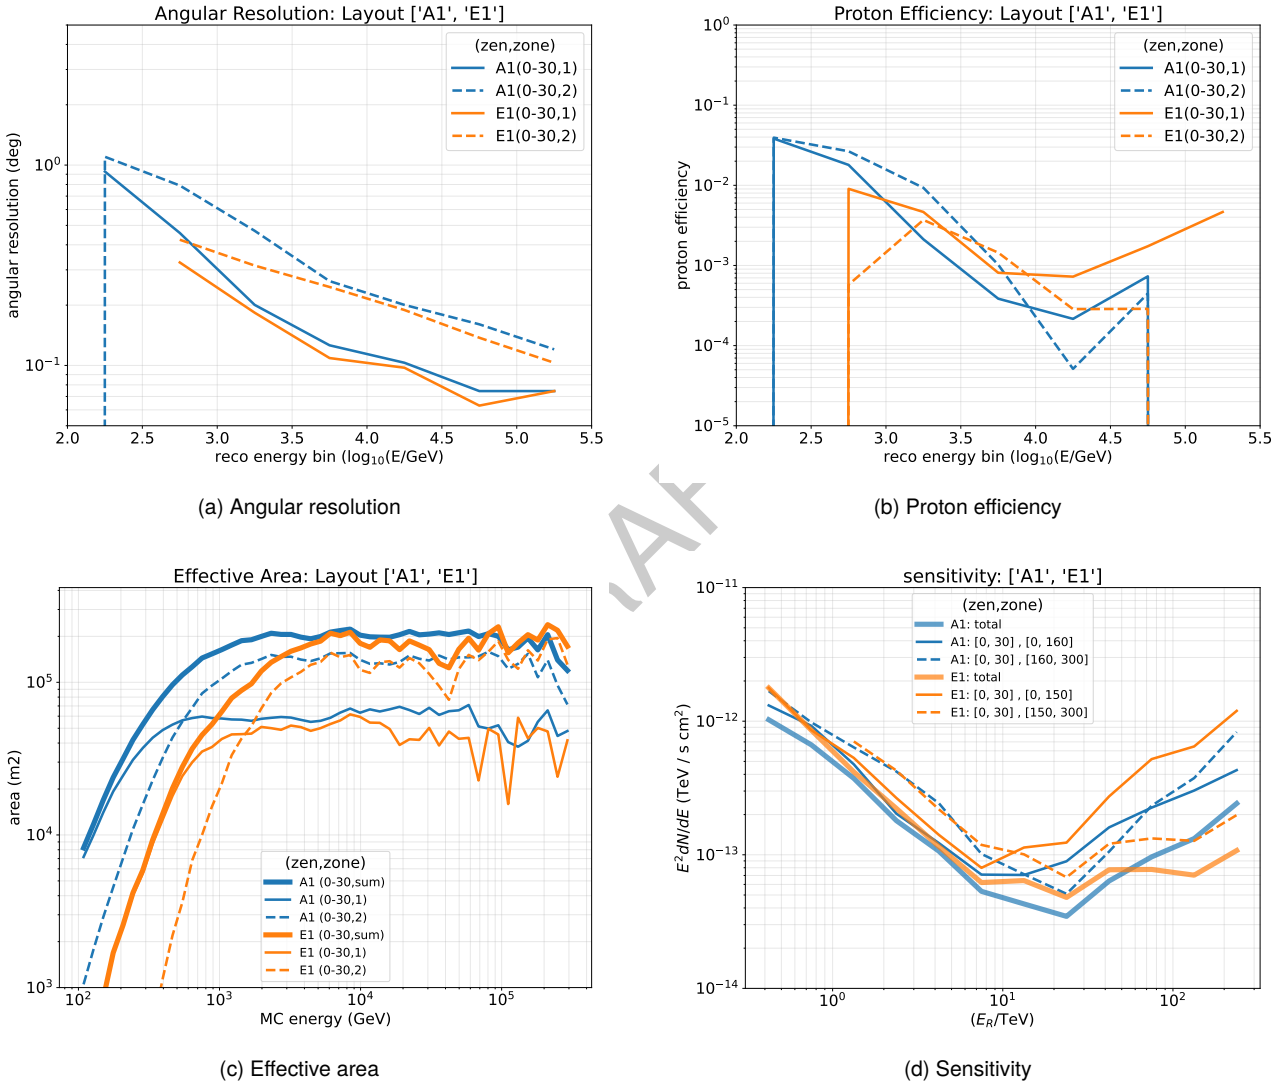 Angular Resolution: Layout ['A1', 'E1']
angular resolution (deg)
10⁰
10⁻¹
(zen,zone)
A1(0-30,1)
A1(0-30,2)
E1(0-30,1)
E1(0-30,2)
2.0 2.5 3.0 3.5 4.0 4.5 5.0 5.5
reco energy bin (log₁₀(E/GeV)
(a) Angular resolution
Proton Efficiency: Layout ['A1', 'E1']
proton efficiency
10⁰
10⁻¹
10⁻²
10⁻³
10⁻⁴
10⁻⁵
(zen,zone)
A1(0-30,1)
A1(0-30,2)
E1(0-30,1)
E1(0-30,2)
2.0 2.5 3.0 3.5 4.0 4.5 5.0 5.5
reco energy bin (log₁₀(E/GeV)
(b) Proton efficiency
Effective Area: Layout ['A1', 'E1']
area (m2)
10⁵
10⁴
10³
(zen,zone)
A1 (0-30,sum)
A1 (0-30,1)
A1 (0-30,2)
E1 (0-30,sum)
E1 (0-30,1)
E1 (0-30,2)
10² 10³ 10⁴ 10⁵
MC energy (GeV)
(c) Effective area
sensitivity: ['A1', 'E1']
E²dN/dE (TeV / s cm²)
10⁻¹¹
10⁻¹²
10⁻¹³
10⁻¹⁴
(zen,zone)
A1: total
A1: [0, 30] , [0, 160]
A1: [0, 30] , [160, 300]
E1: total
E1: [0, 30] , [0, 150]
E1: [0, 30] , [150, 300]
10⁰ 10¹ 10²
(E_R/TeV)
(d) Sensitivity